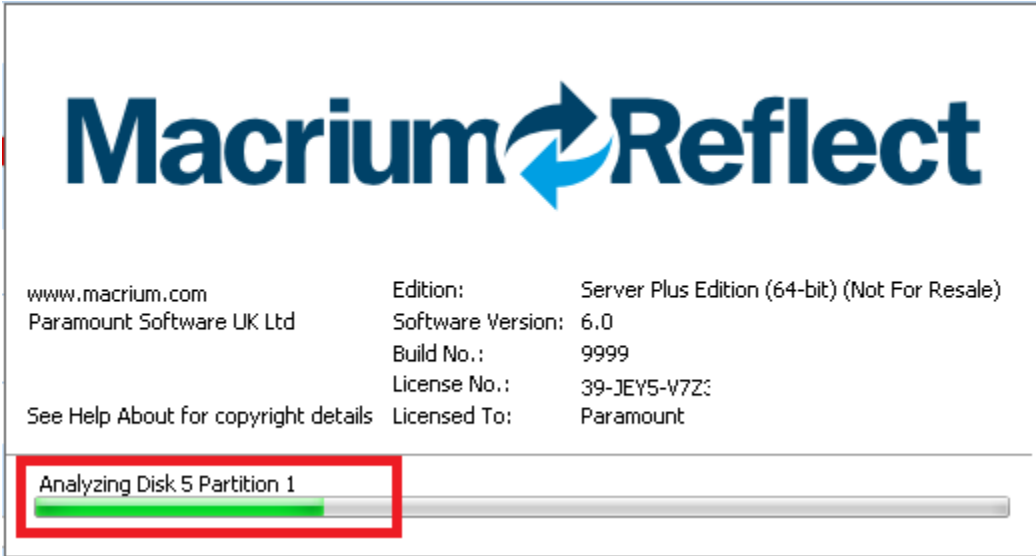 Macrium Reflect
www.macrium.com
Paramount Software UK Ltd
See Help About for copyright details
Edition: Server Plus Edition (64-bit) (Not For Resale)
Software Version: 6.0
Build No.: 9999
License No.: 39-JEY5-V7Z3
Licensed To: Paramount
Analyzing Disk 5 Partition 1